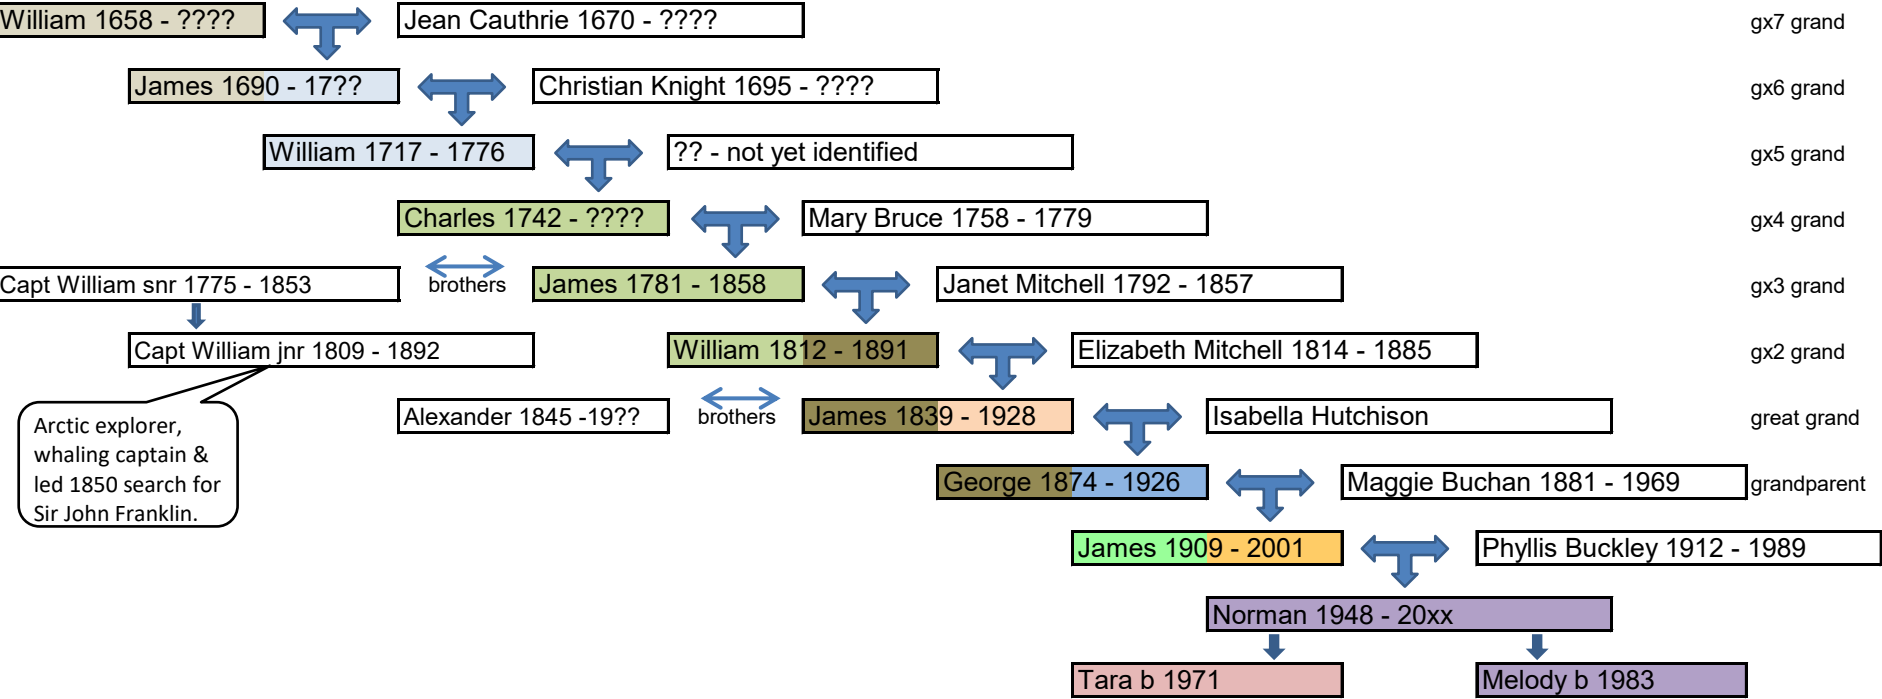 William 1658 - ????
Jean Cauthrie 1670 - ????
gx7 grand
James 1690 - 17??
Christian Knight 1695 - ????
gx6 grand
William 1717 - 1776
?? - not yet identified
gx5 grand
Charles 1742 - ????
Mary Bruce 1758 - 1779
gx4 grand
Capt William snr 1775 - 1853
brothers
James 1781 - 1858
Janet Mitchell 1792 - 1857
gx3 grand
Capt William jnr 1809 - 1892
William 1812 - 1891
Elizabeth Mitchell 1814 - 1885
gx2 grand
Arctic explorer,
whaling captain &
led 1850 search for
Sir John Franklin.
Alexander 1845 -19??
brothers
James 1839 - 1928
Isabella Hutchison
great grand
George 1874 - 1926
Maggie Buchan 1881 - 1969
grandparent
James 1909 - 2001
Phyllis Buckley 1912 - 1989
Norman 1948 - 20xx
Tara b 1971
Melody b 1983